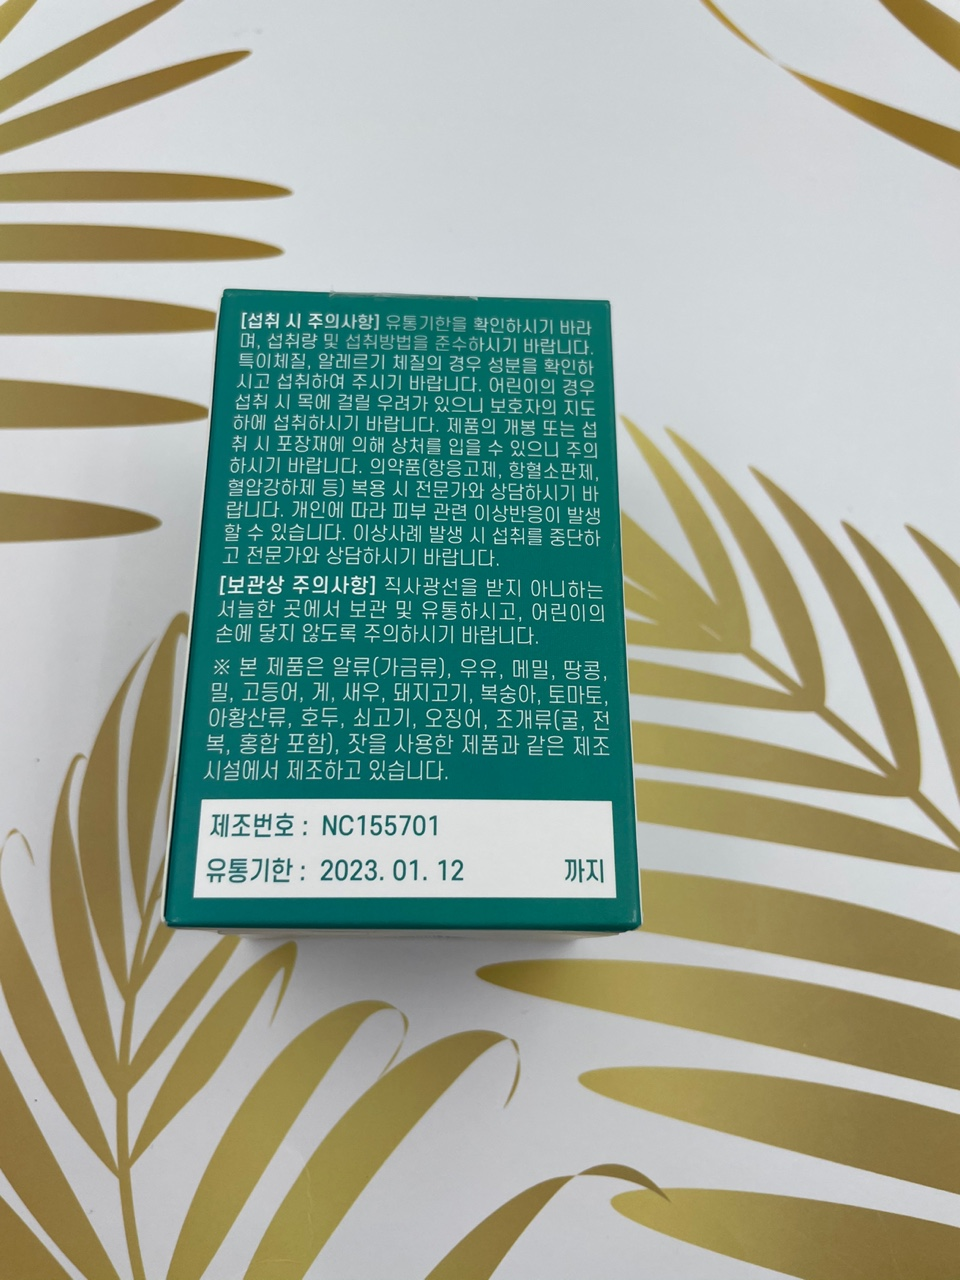 [섭취 시 주의사항] 유통기한을 확인하시기 바라
며, 섭취량 및 섭취방법을 준수하시기 바랍니다.
특이체질, 알레르기 체질의 경우 성분을 확인하
시고 섭취하여 주시기 바랍니다. 어린이의 경우
섭취 시 목에 걸릴 우려가 있으니 보호자의 지도
하에 섭취하시기 바랍니다. 제품의 개봉 또는 섭
취 시 포장재에 의해 상처를 입을 수 있으니 주의
하시기 바랍니다. 의약품(항응고제, 항혈소판제,
혈압강하제 등) 복용 시 전문가와 상담하시기 바
랍니다. 개인에 따라 피부 관련 이상반응이 발생
할 수 있습니다. 이상사례 발생 시 섭취를 중단하
고 전문가와 상담하시기 바랍니다.
[보관상 주의사항] 직사광선을 받지 아니하는
서늘한 곳에서 보관 및 유통하시고, 어린이의
손에 닿지 않도록 주의하시기 바랍니다.
※ 본 제품은 알류(가금류), 우유, 메밀, 땅콩,
밀, 고등어, 게, 새우, 돼지고기, 복숭아, 토마토,
아황산류, 호두, 쇠고기, 오징어, 조개류(굴, 전
복, 홍합 포함), 잣을 사용한 제품과 같은 제조
시설에서 제조하고 있습니다.
제조번호 : NC155701
유통기한 : 2023. 01. 12 까지